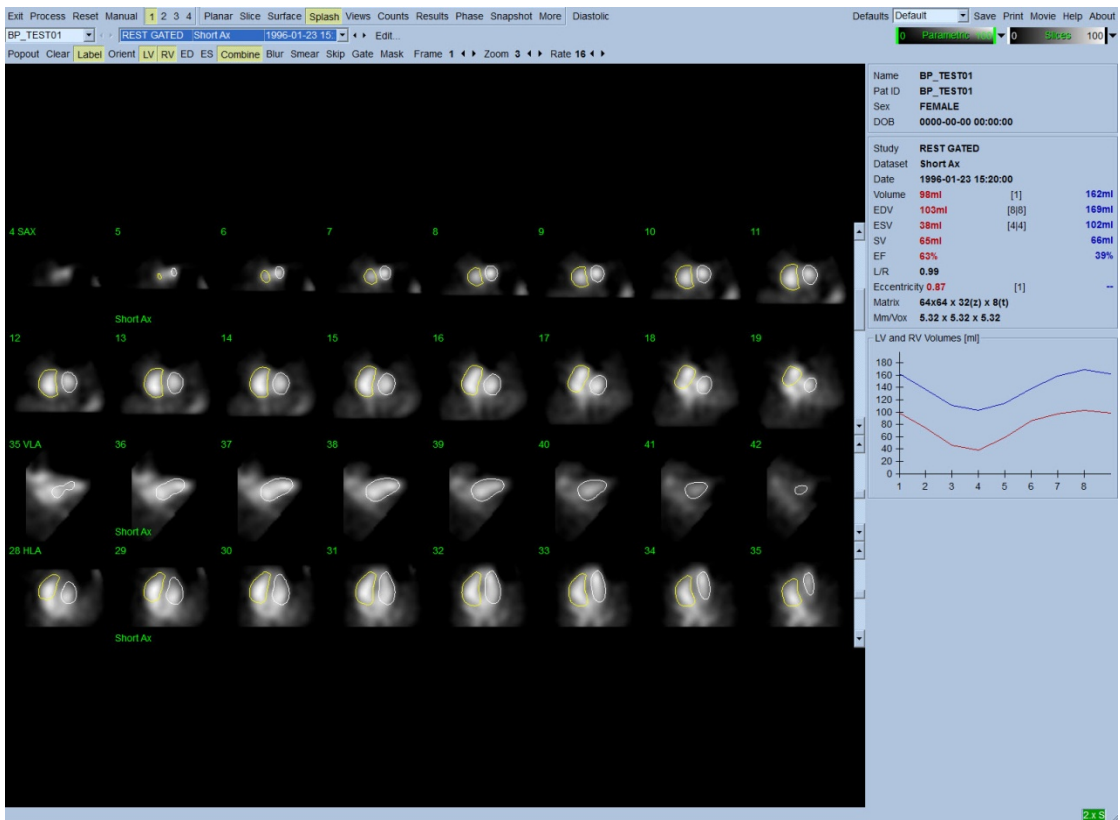 Exit Process Reset Manual 1 2 3 4 Planar Slice Surface Splash Views Counts Results Phase Snapshot More Diastolic Defaults Default Save Print Movie Help About
BP_TEST01 REST GATED Short Ax 1996-01-23 15: Edit... 0 Parametric 100 0 Slices 100
Popout Clear Label Orient LV RV ED ES Combine Blur Smear Skip Gate Mask Frame 1 Zoom 3 Rate 16
Name BP_TEST01
Pat ID BP_TEST01
Sex FEMALE
DOB 0000-00-00 00:00:00
Study REST GATED
Dataset Short Ax
Date 1996-01-23 15:20:00
Volume 98ml [1] 162ml
EDV 103ml [8|8] 169ml
ESV 38ml [4|4] 102ml
SV 65ml 66ml
EF 63% 39%
L/R 0.99
Eccentricity 0.87 [1] --
Matrix 64x64 x 32(z) x 8(t)
Mm/Vox 5.32 x 5.32 x 5.32
LV and RV Volumes [ml]
180
160
140
120
100
80
60
40
20
0
1 2 3 4 5 6 7 8
4 SAX 5 6 7 8 9 10 11
Short Ax
12 13 14 15 16 17 18 19
35 VLA 36 37 38 39 40 41 42
Short Ax
28 HLA 29 30 31 32 33 34 35
Short Ax
2.x S